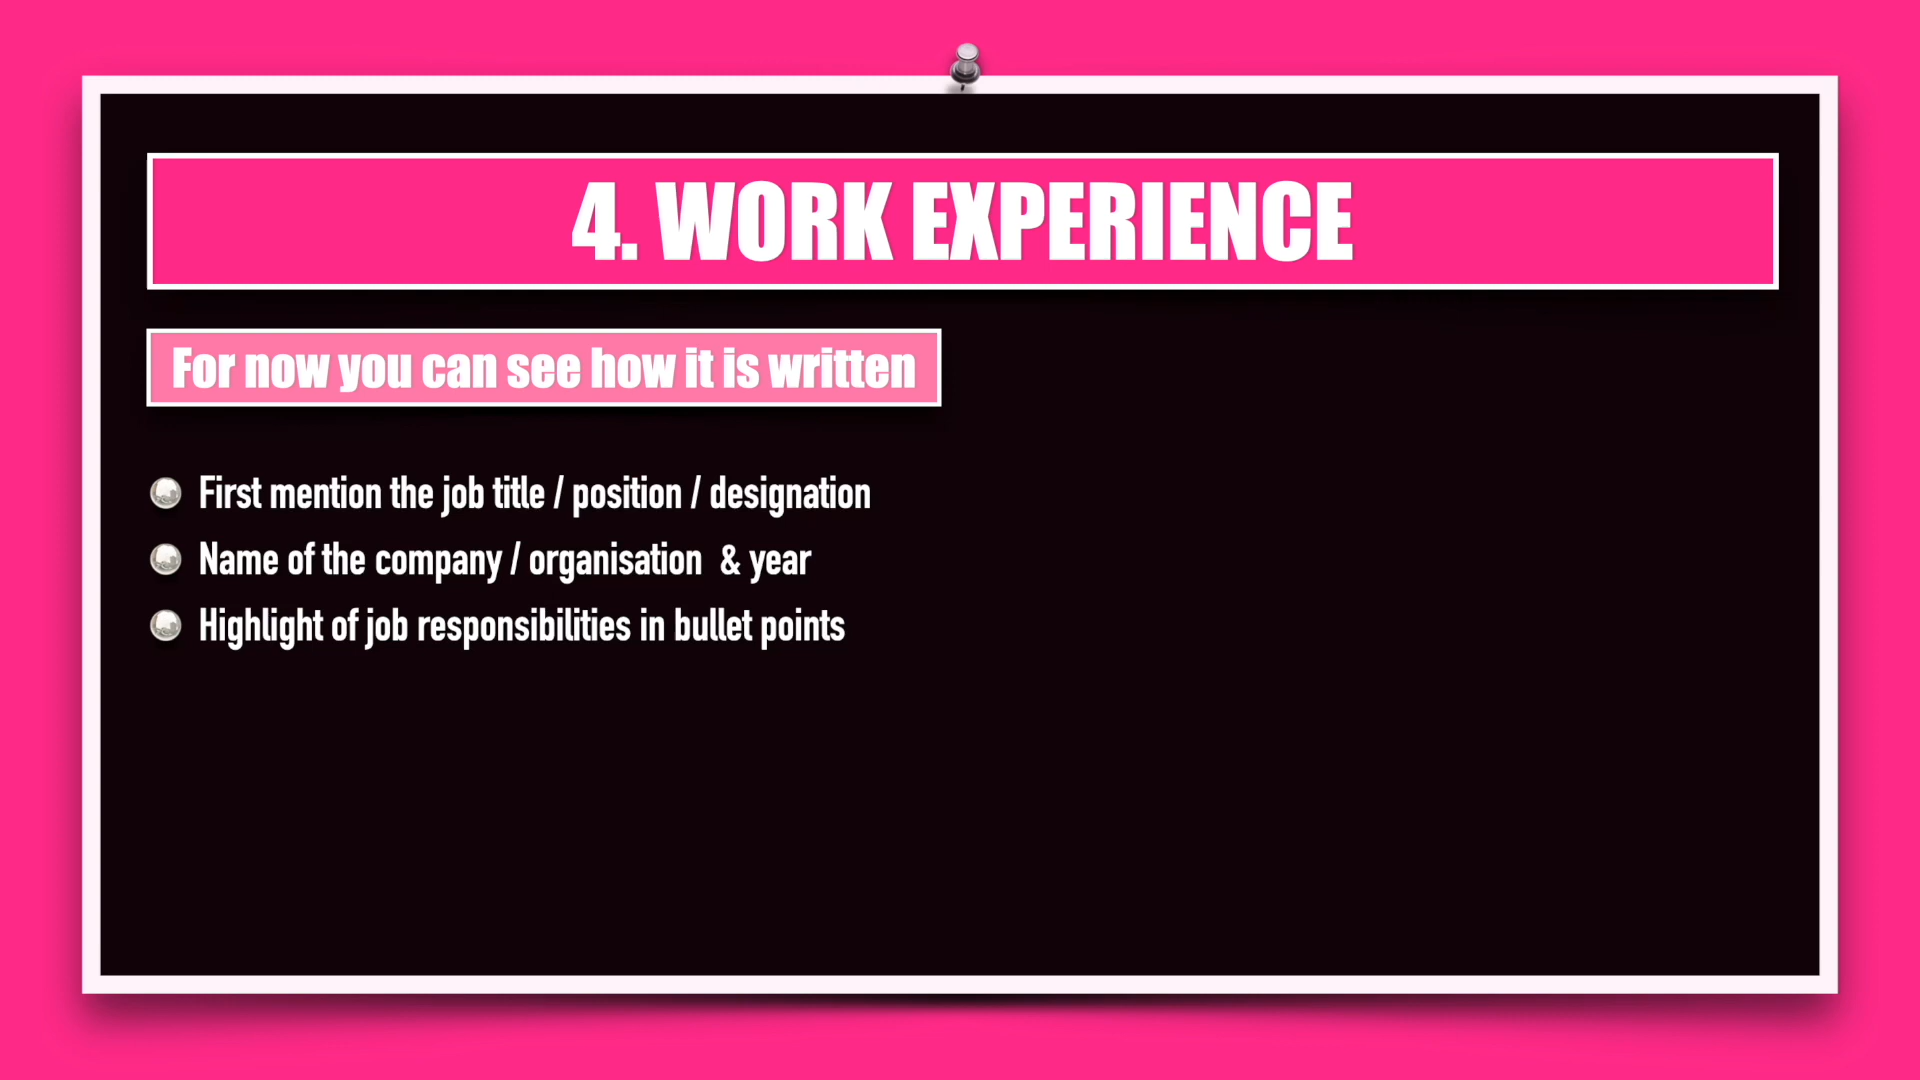 4. WORK EXPERIENCE
For now you can see how it is written
First mention the job title / position / designation
Name of the company / organisation  & year
Highlight of job responsibilities in bullet points